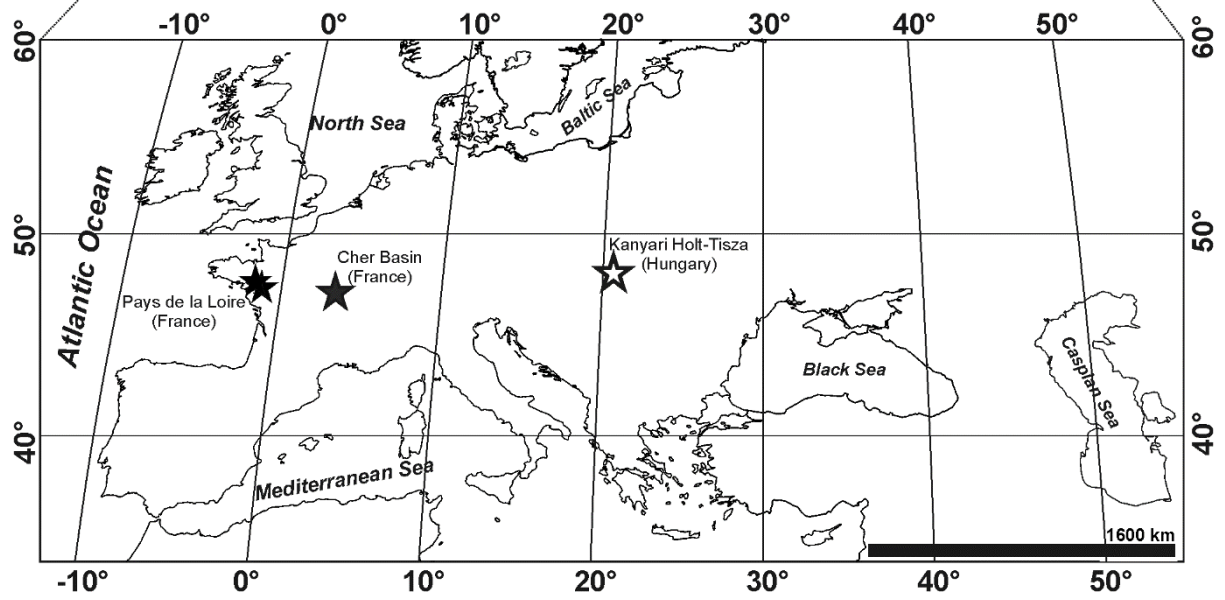 -10° 0° 10° 20° 30° 40° 50°
60° 60°
North Sea
Baltic Sea
Atlantic Ocean
50° 50°
Kanyari Holt-Tisza
(Hungary)
Cher Basin
(France)
Pays de la Loire
(France)
Black Sea
Caspian Sea
40° 40°
Mediterranean Sea
1600 km
-10° 0° 10° 20° 30° 40° 50°